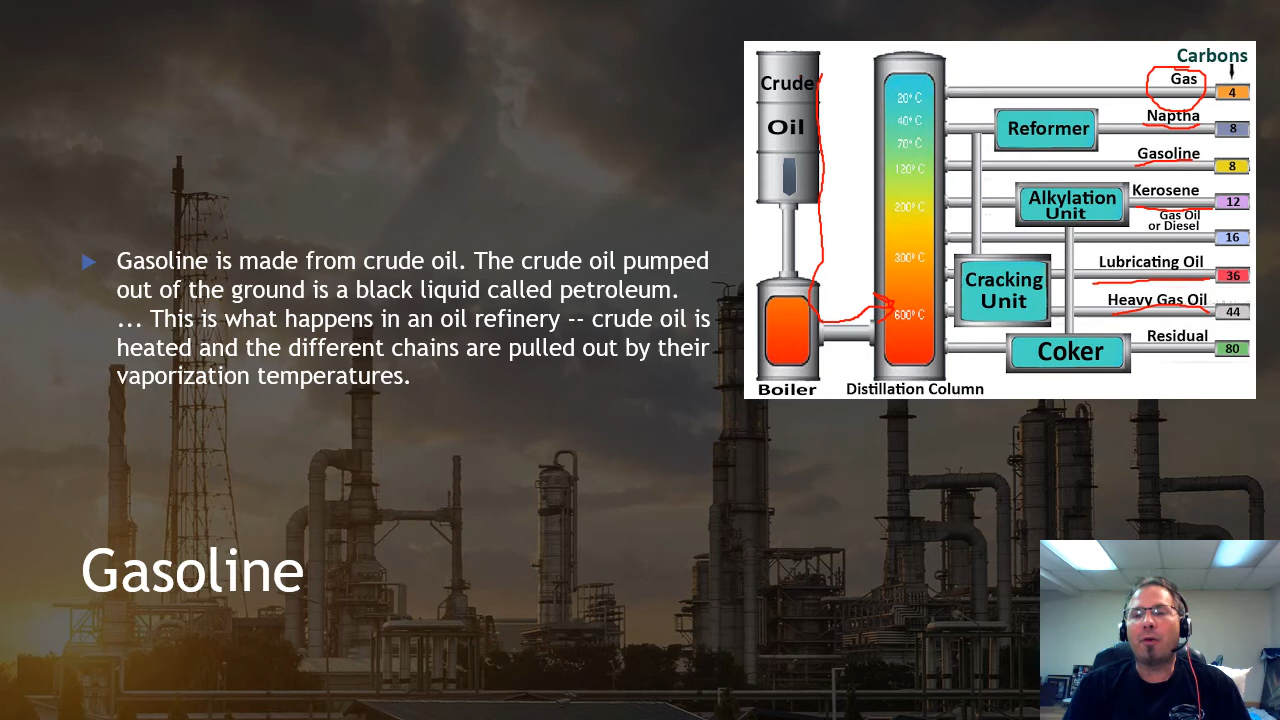 Gasoline is made from crude oil. The crude oil pumped
out of the ground is a black liquid called petroleum.
... This is what happens in an oil refinery -- crude oil is
heated and the different chains are pulled out by their
vaporization temperatures.
Gasoline
Crude
Oil
Boiler
Distillation Column
20° C
40° C
70° C
120° C
200° C
300° C
600° C
Reformer
Alkylation
Unit
Cracking
Unit
Coker
Carbons
Gas
4
Naptha
8
Gasoline
8
Kerosene
12
Gas Oil
or Diesel
16
Lubricating Oil
36
Heavy Gas Oil
44
Residual
80